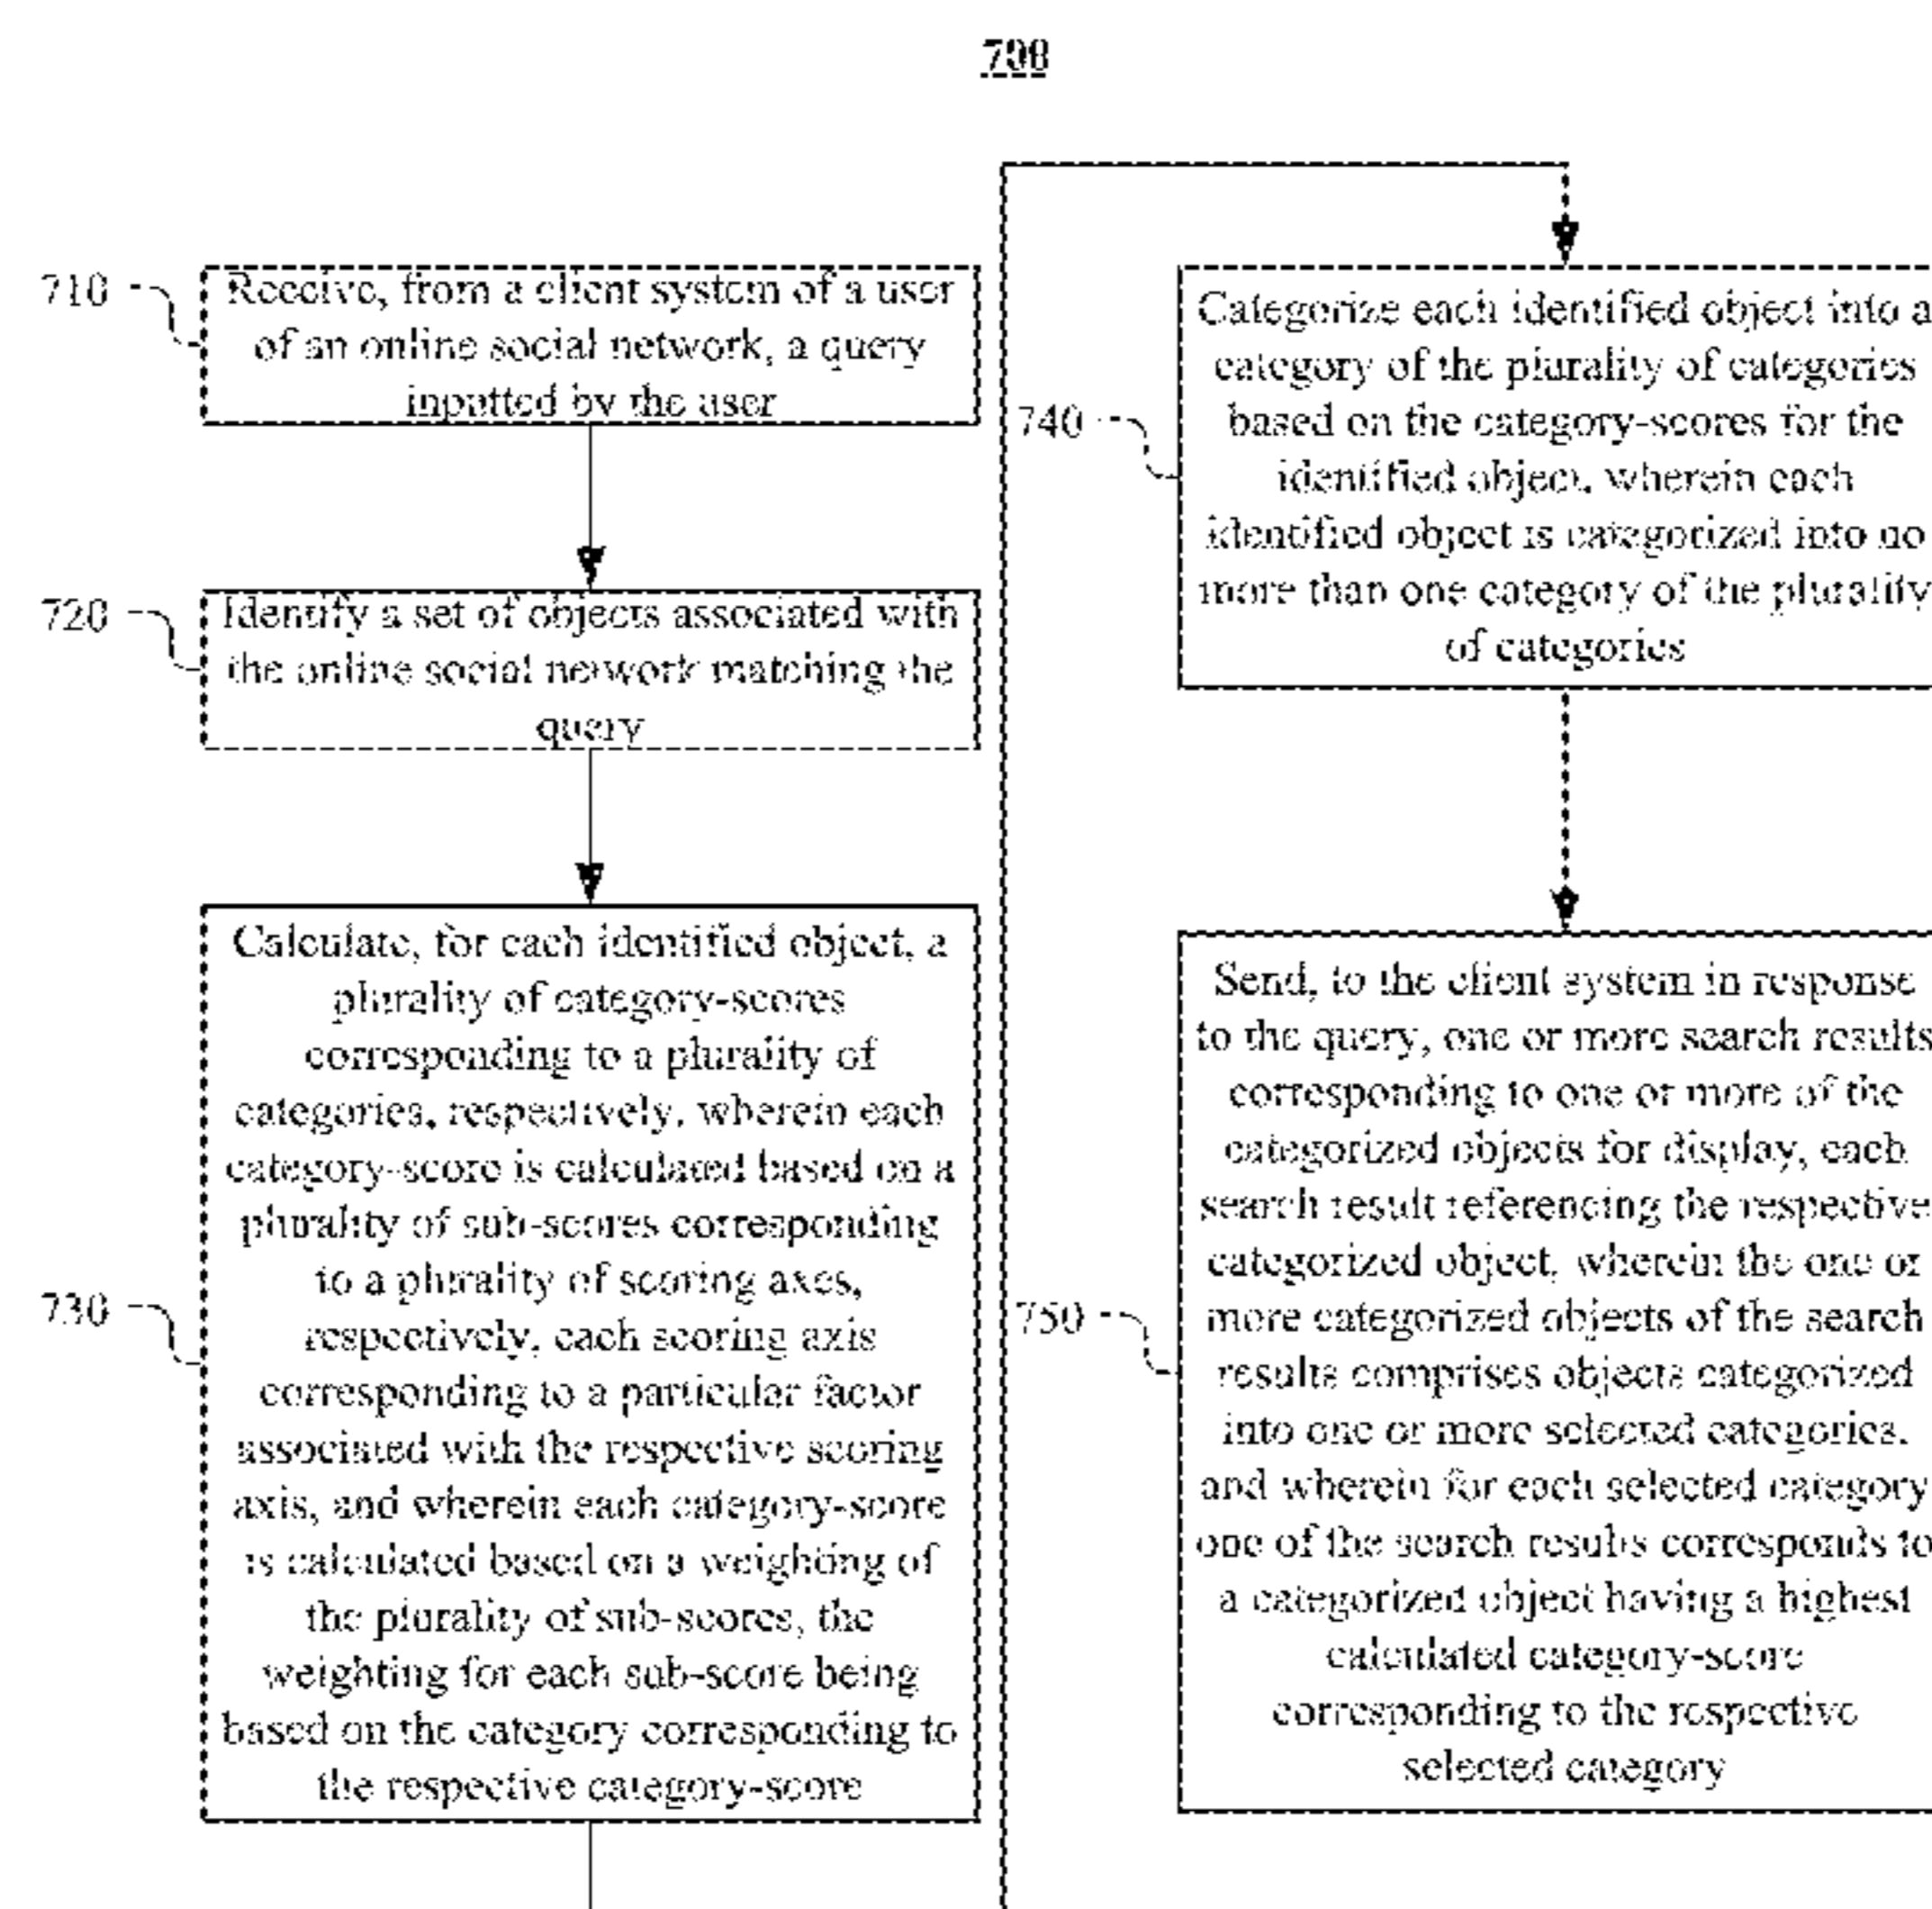 700
710
Receive, from a client system of a user
of an online social network, a query
inputted by the user
720
Identify a set of objects associated with
the online social network matching the
query
730
Calculate, for each identified object, a
plurality of category-scores
corresponding to a plurality of
categories, respectively, wherein each
category-score is calculated based on a
plurality of sub-scores corresponding
to a plurality of scoring axes,
respectively, each scoring axis
corresponding to a particular factor
associated with the respective scoring
axis, and wherein each category-score
is calculated based on a weighting of
the plurality of sub-scores, the
weighting for each sub-score being
based on the category corresponding to
the respective category-score
740
Categorize each identified object into a
category of the plurality of categories
based on the category-scores for the
identified object, wherein each
identified object is categorized into no
more than one category of the plurality
of categories
750
Send, to the client system in response
to the query, one or more search results
corresponding to one or more of the
categorized objects for display, each
search result referencing the respective
categorized object, wherein the one or
more categorized objects of the search
results comprises objects categorized
into one or more selected categories,
and wherein for each selected category
one of the search results corresponds to
a categorized object having a highest
calculated category-score
corresponding to the respective
selected category